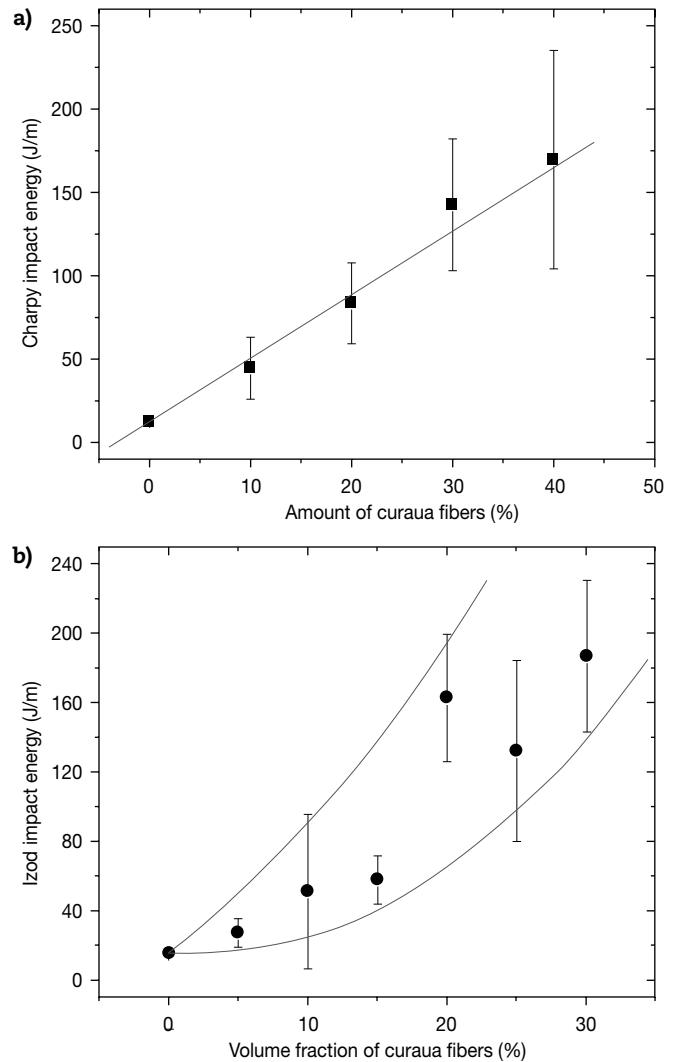 a)
250
200
150
100
50
0
Charpy impact energy (J/m)
0 10 20 30 40 50
Amount of curaua fibers (%)
b)
240
200
160
120
80
40
0
Izod impact energy (J/m)
0 10 20 30
Volume fraction of curaua fibers (%)